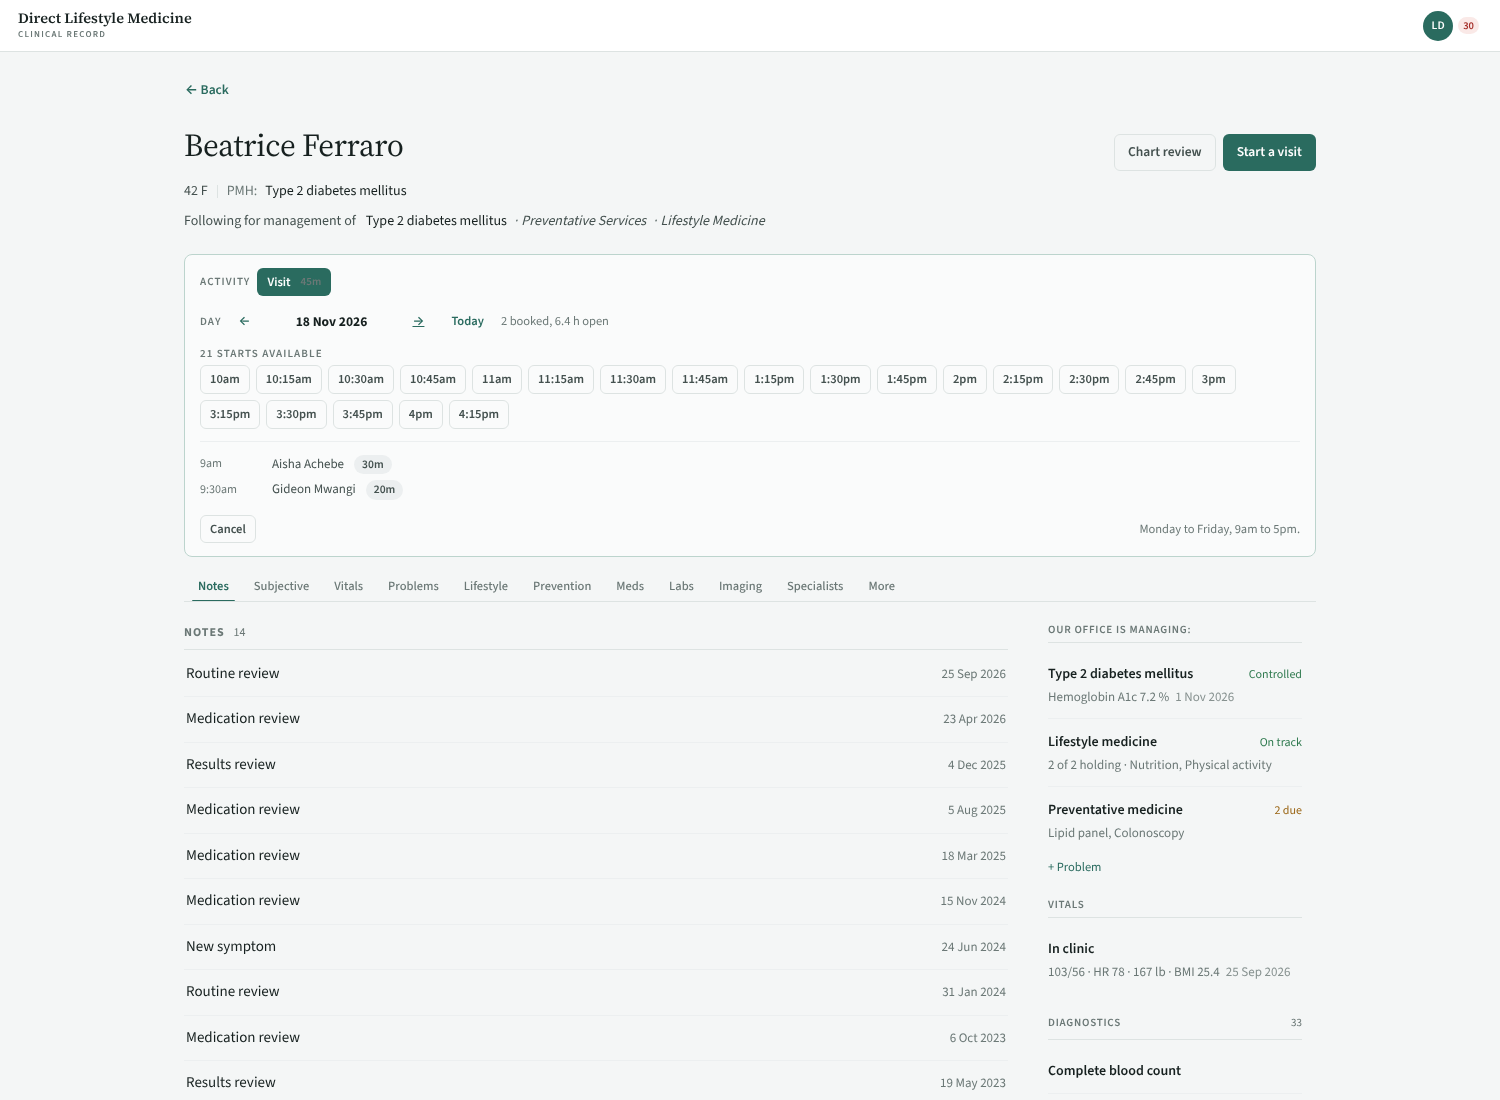 Direct Lifestyle Medicine
CLINICAL RECORD
LD 30
← Back
Beatrice Ferraro
Chart review Start a visit
42 F PMH: Type 2 diabetes mellitus
Following for management of Type 2 diabetes mellitus · Preventative Services · Lifestyle Medicine
ACTIVITY Visit 45m
DAY ← 18 Nov 2026 → Today 2 booked, 6.4 h open
21 STARTS AVAILABLE
10am 10:15am 10:30am 10:45am 11am 11:15am 11:30am 11:45am 1:15pm 1:30pm 1:45pm 2pm 2:15pm 2:30pm 2:45pm 3pm
3:15pm 3:30pm 3:45pm 4pm 4:15pm
9am Aisha Achebe 30m
9:30am Gideon Mwangi 20m
Cancel Monday to Friday, 9am to 5pm.
Notes Subjective Vitals Problems Lifestyle Prevention Meds Labs Imaging Specialists More
NOTES 14
Routine review 25 Sep 2026
Medication review 23 Apr 2026
Results review 4 Dec 2025
Medication review 5 Aug 2025
Medication review 18 Mar 2025
Medication review 15 Nov 2024
New symptom 24 Jun 2024
Routine review 31 Jan 2024
Medication review 6 Oct 2023
Results review 19 May 2023
OUR OFFICE IS MANAGING:
Type 2 diabetes mellitus Controlled
Hemoglobin A1c 7.2 % 1 Nov 2026
Lifestyle medicine On track
2 of 2 holding · Nutrition, Physical activity
Preventative medicine 2 due
Lipid panel, Colonoscopy
+ Problem
VITALS
In clinic
103/56 · HR 78 · 167 lb · BMI 25.4 25 Sep 2026
DIAGNOSTICS 33
Complete blood count